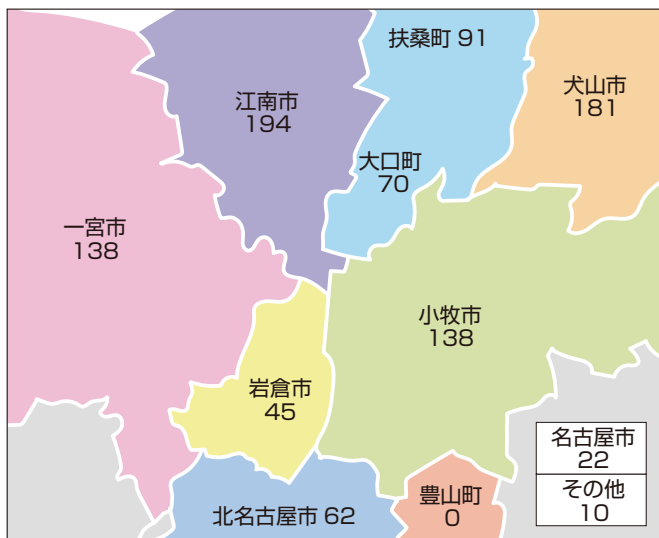 扶桑町 91
犬山市
181
江南市
194
大口町
70
一宮市
138
小牧市
138
岩倉市
45
名古屋市
22
その他
10
豊山町
0
北名古屋市 62